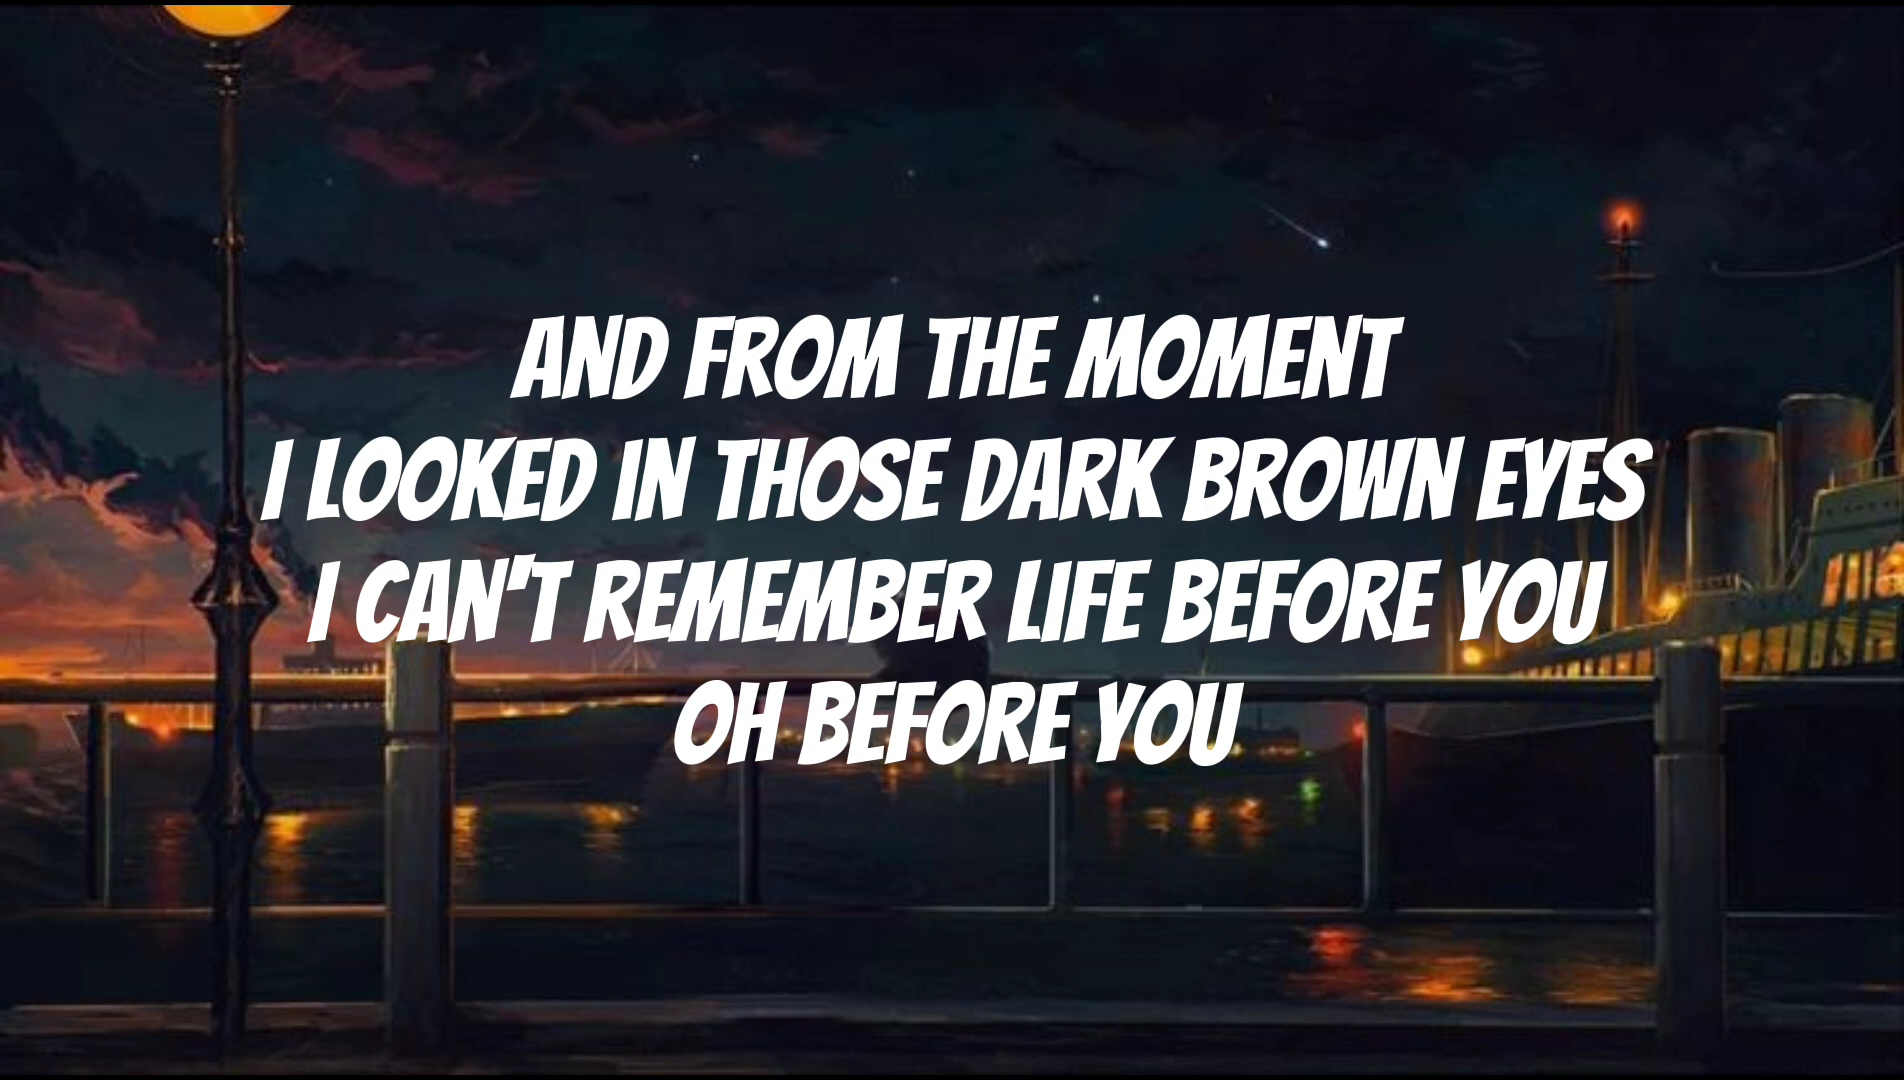 AND FROM THE MOMENT
I LOOKED IN THOSE DARK BROWN EYES
I CAN'T REMEMBER LIFE BEFORE YOU
OH BEFORE YOU